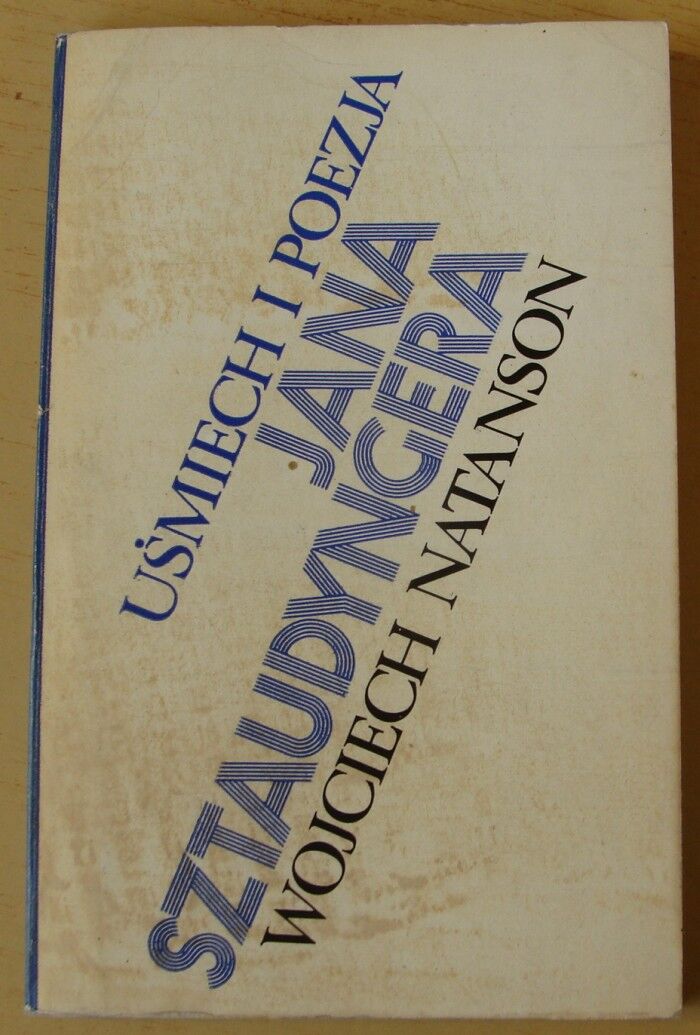 UŚMIECH I POEZJA
JANA
SZTAUDYNGERA
WOJCIECH NATANSON